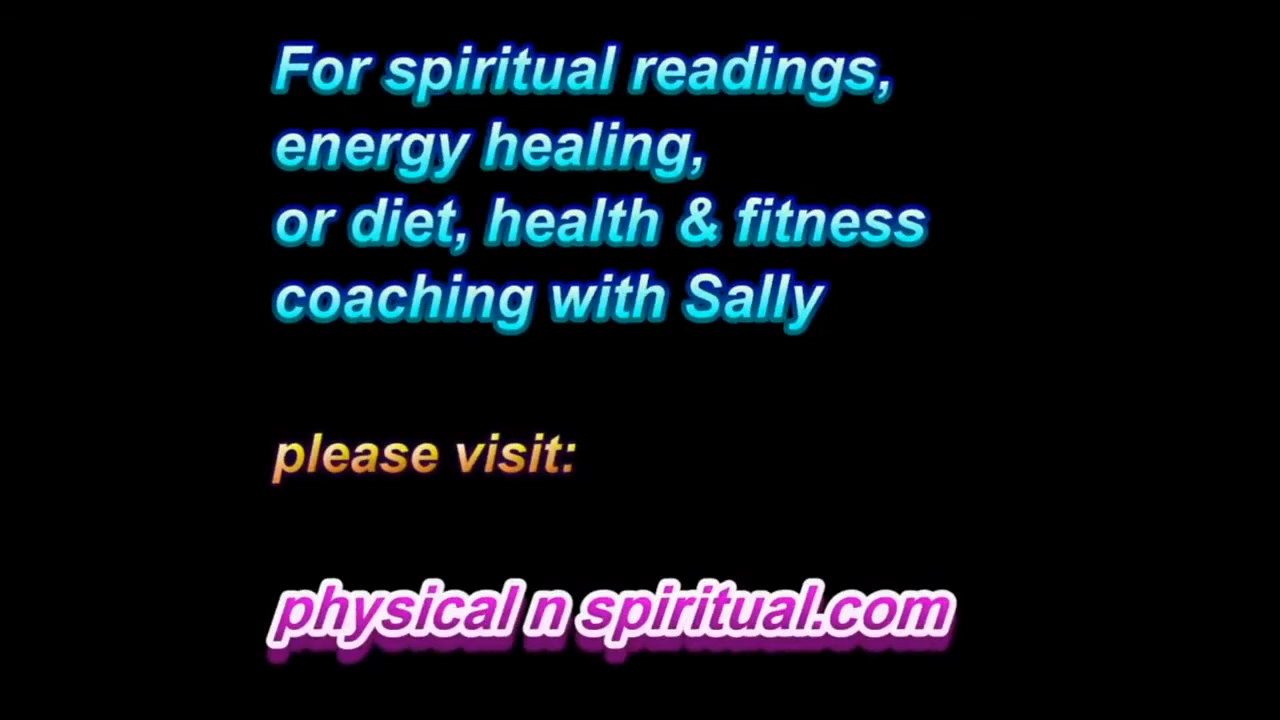 For spiritual readings,
energy healing,
or diet, health & fitness
coaching with Sally
please visit:
physical n spiritual.com